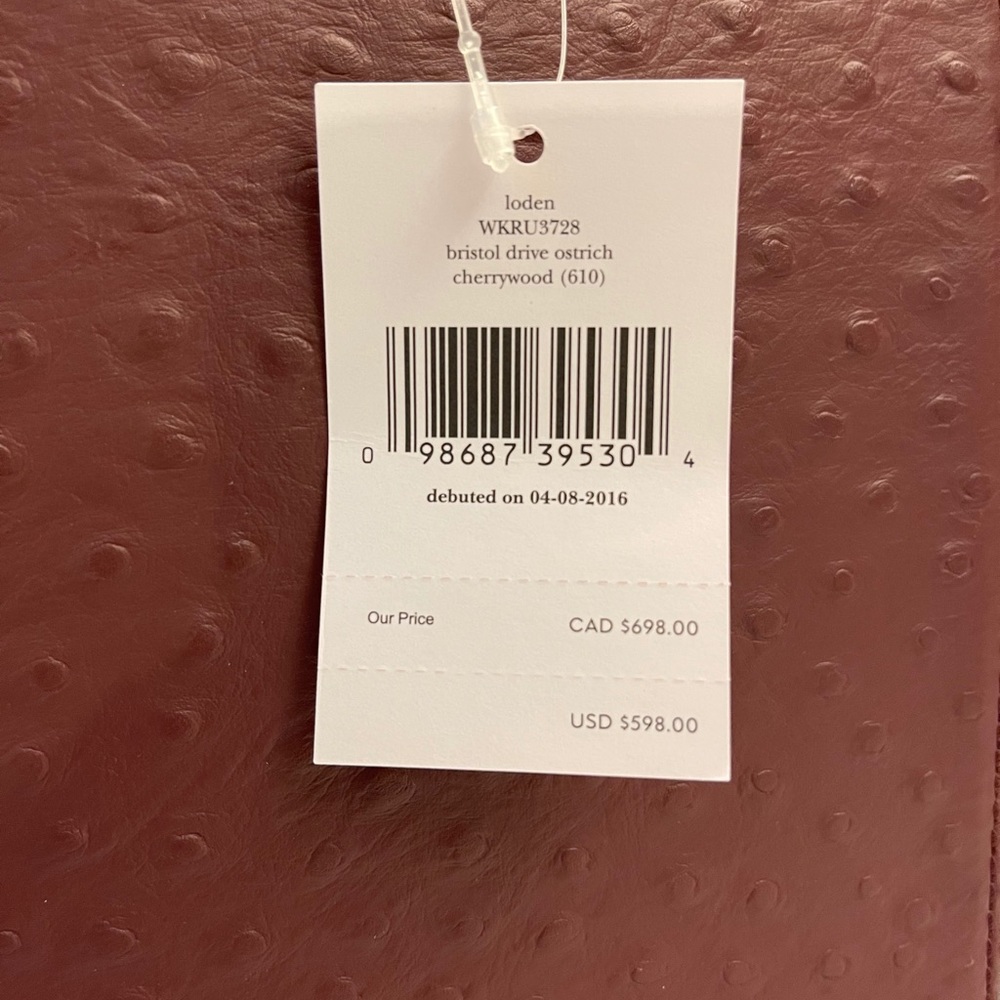 loden
WKRU3728
bristol drive ostrich
cherrywood (610)
0 98687 39530 4
debuted on 04-08-2016
Our Price CAD $698.00
USD $598.00